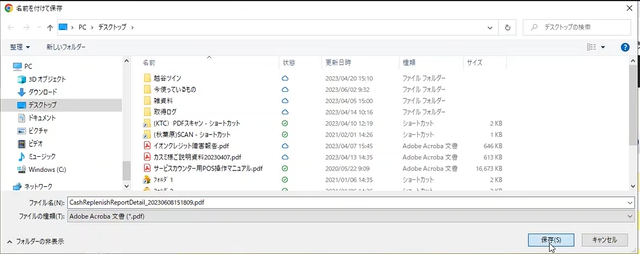 名前を付けて保存
PC > デスクトップ
デスクトップの検索
整理 新しいフォルダー
名前 状態 更新日時 種類 サイズ
PC
3D オブジェクト
ダウンロード
デスクトップ
ドキュメント
ピクチャ
ビデオ
ミュージック
Windows (C:)
ネットワーク
越谷ツイン 2023/04/20 15:10 ファイル フォルダー
今使っているもの 2023/06/02 9:32 ファイル フォルダー
雑資料 2023/04/05 15:00 ファイル フォルダー
取得ログ 2023/04/14 10:16 ファイル フォルダー
(KTC) PDFスキャン - ショートカット 2023/04/10 12:19 ショートカット 2 KB
(秋葉原)SCAN - ショートカット 2021/02/01 14:26 ショートカット 2 KB
イオンクレジット障害報告.pdf 2023/04/07 15:45 Adobe Acroba 文書 646 KB
カスミ様ご説明資料20230407.pdf 2023/04/13 14:35 Adobe Acroba 文書 613 KB
サービスカウンター用POS操作マニュアル.pdf 2020/05/22 9:09 Adobe Acroba 文書 16,673 KB
フォルダ 1 2021/01/06 14:35 ショートカット 2 KB
ファイル名(N): CashReplenishReportDetail_20230608151809.pdf
ファイルの種類(T): Adobe Acroba 文書 (*.pdf)
フォルダーの非表示
保存(S) キャンセル